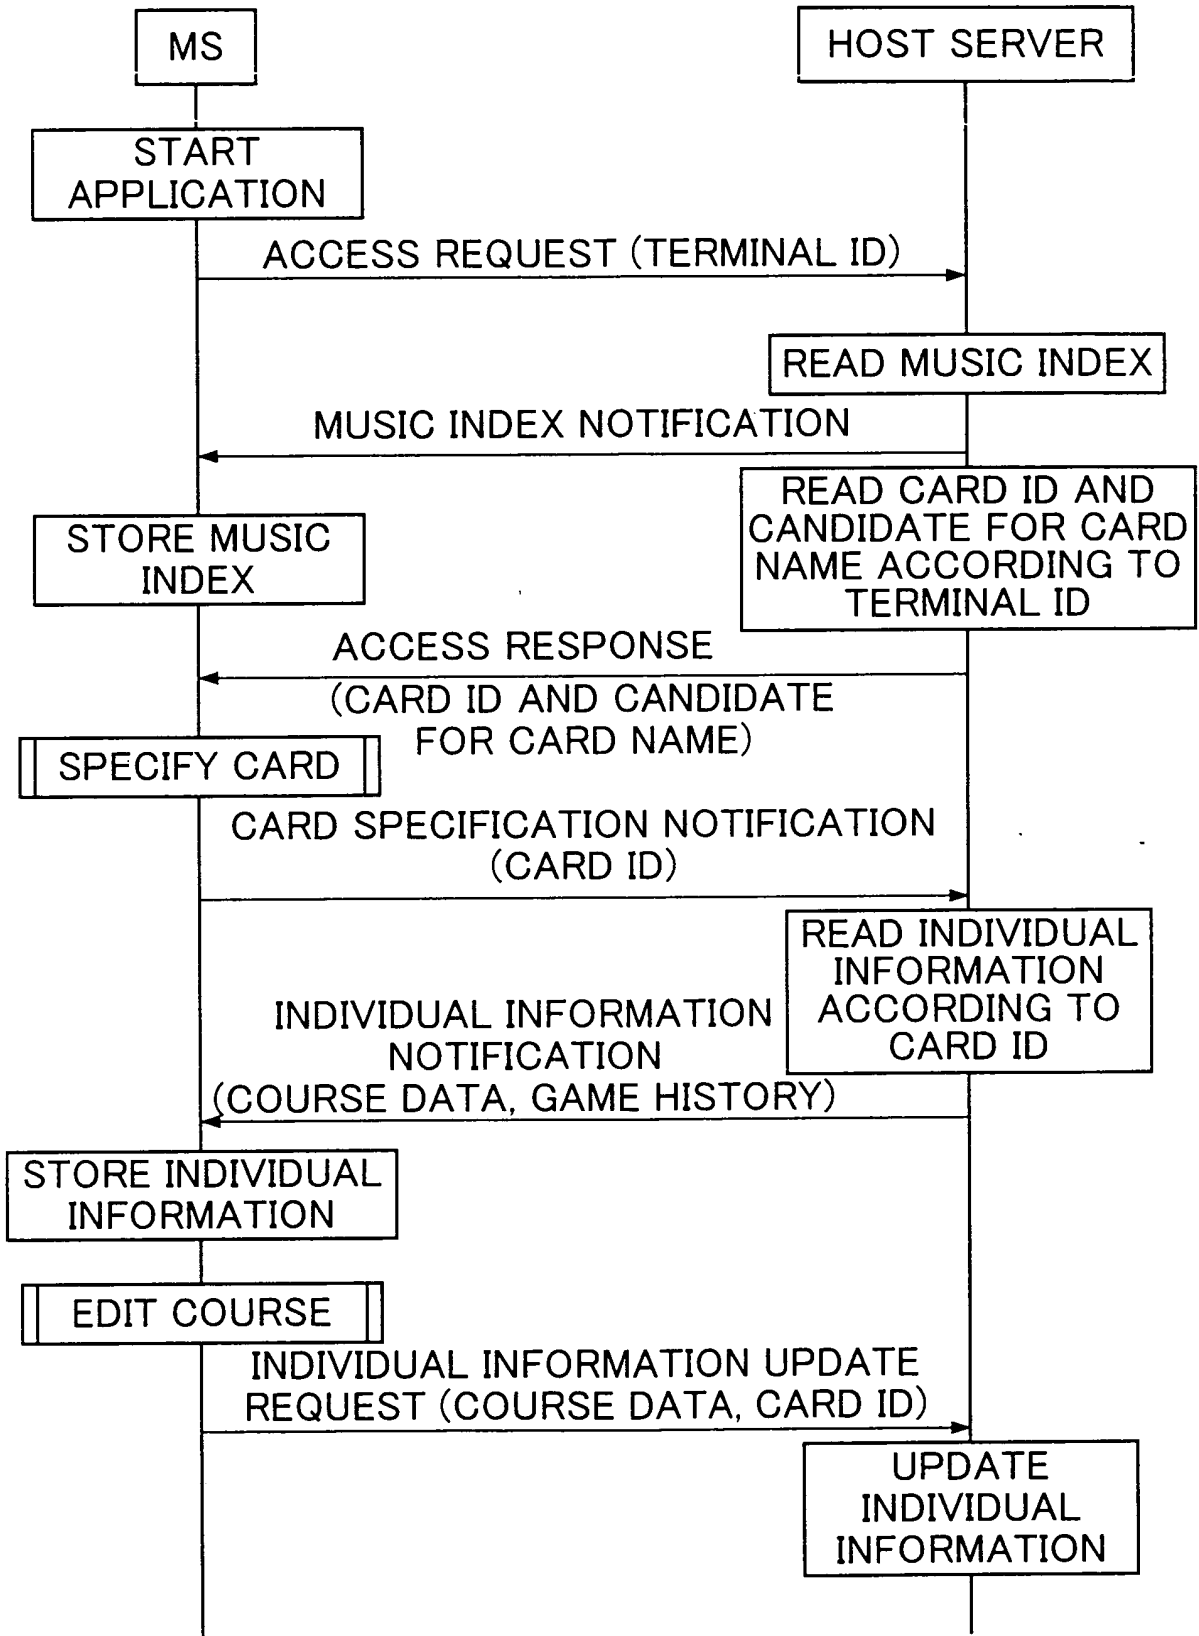 MS
HOST SERVER
START
APPLICATION
ACCESS REQUEST (TERMINAL ID)
READ MUSIC INDEX
MUSIC INDEX NOTIFICATION
READ CARD ID AND
CANDIDATE FOR CARD
NAME ACCORDING TO
TERMINAL ID
STORE MUSIC
INDEX
ACCESS RESPONSE
(CARD ID AND CANDIDATE
FOR CARD NAME)
SPECIFY CARD
CARD SPECIFICATION NOTIFICATION
(CARD ID)
READ INDIVIDUAL
INFORMATION
ACCORDING TO
CARD ID
INDIVIDUAL INFORMATION
NOTIFICATION
(COURSE DATA, GAME HISTORY)
STORE INDIVIDUAL
INFORMATION
EDIT COURSE
INDIVIDUAL INFORMATION UPDATE
REQUEST (COURSE DATA, CARD ID)
UPDATE
INDIVIDUAL
INFORMATION